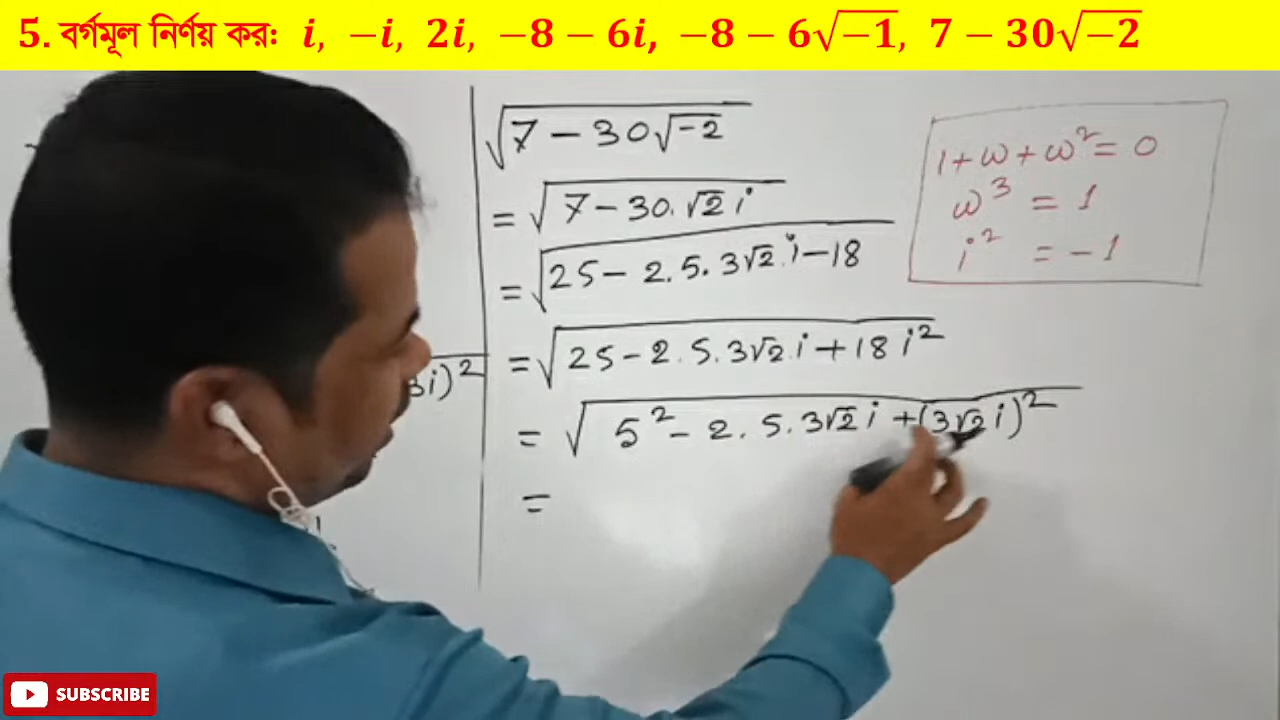 5. বর্গমূল নির্ণয় করঃ i, −i, 2i, −8 − 6i, −8 − 6√−1, 7 − 30√−2
√(7 − 30√−2)
= √(7 − 30.√2 i)
= √(25 − 2.5.3√2.i − 18)
= √(25 − 2.5.3√2 i + 18 i²)
= √(5² − 2.5.3√2 i + (3√2 i)²)
=
3i)²
1 + ω + ω² = 0
ω³ = 1
i² = −1
SUBSCRIBE